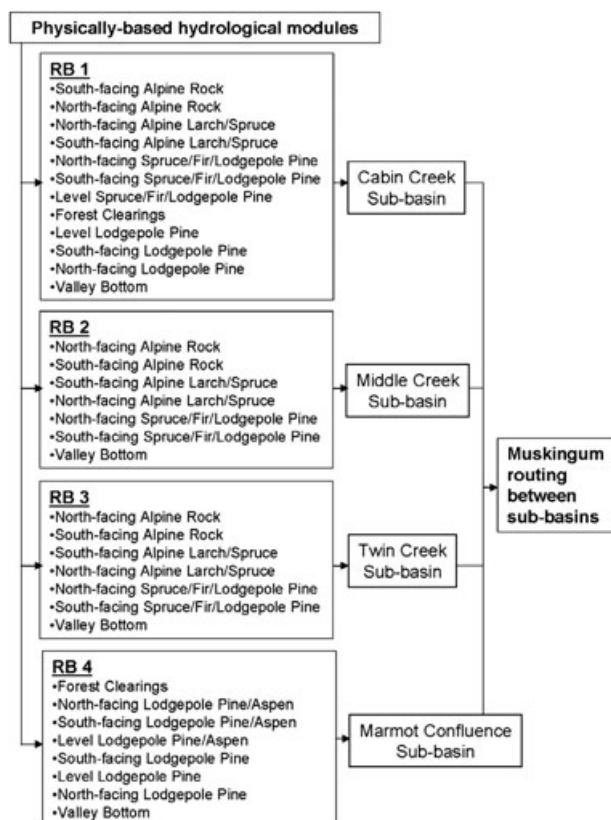 Physically-based hydrological modules
RB 1
•South-facing Alpine Rock
•North-facing Alpine Rock
•North-facing Alpine Larch/Spruce
•South-facing Alpine Larch/Spruce
•North-facing Spruce/Fir/Lodgepole Pine
•South-facing Spruce/Fir/Lodgepole Pine
•Level Spruce/Fir/Lodgepole Pine
•Forest Clearings
•Level Lodgepole Pine
•South-facing Lodgepole Pine
•North-facing Lodgepole Pine
•Valley Bottom
Cabin Creek
Sub-basin
RB 2
•North-facing Alpine Rock
•South-facing Alpine Rock
•South-facing Alpine Larch/Spruce
•North-facing Alpine Larch/Spruce
•North-facing Spruce/Fir/Lodgepole Pine
•South-facing Spruce/Fir/Lodgepole Pine
•Valley Bottom
Middle Creek
Sub-basin
RB 3
•North-facing Alpine Rock
•South-facing Alpine Rock
•South-facing Alpine Larch/Spruce
•North-facing Alpine Larch/Spruce
•North-facing Spruce/Fir/Lodgepole Pine
•South-facing Spruce/Fir/Lodgepole Pine
•Valley Bottom
Twin Creek
Sub-basin
RB 4
•Forest Clearings
•North-facing Lodgepole Pine/Aspen
•South-facing Lodgepole Pine/Aspen
•Level Lodgepole Pine/Aspen
•South-facing Lodgepole Pine
•Level Lodgepole Pine
•North-facing Lodgepole Pine
•Valley Bottom
Marmot Confluence
Sub-basin
Muskingum
routing
between
sub-basins